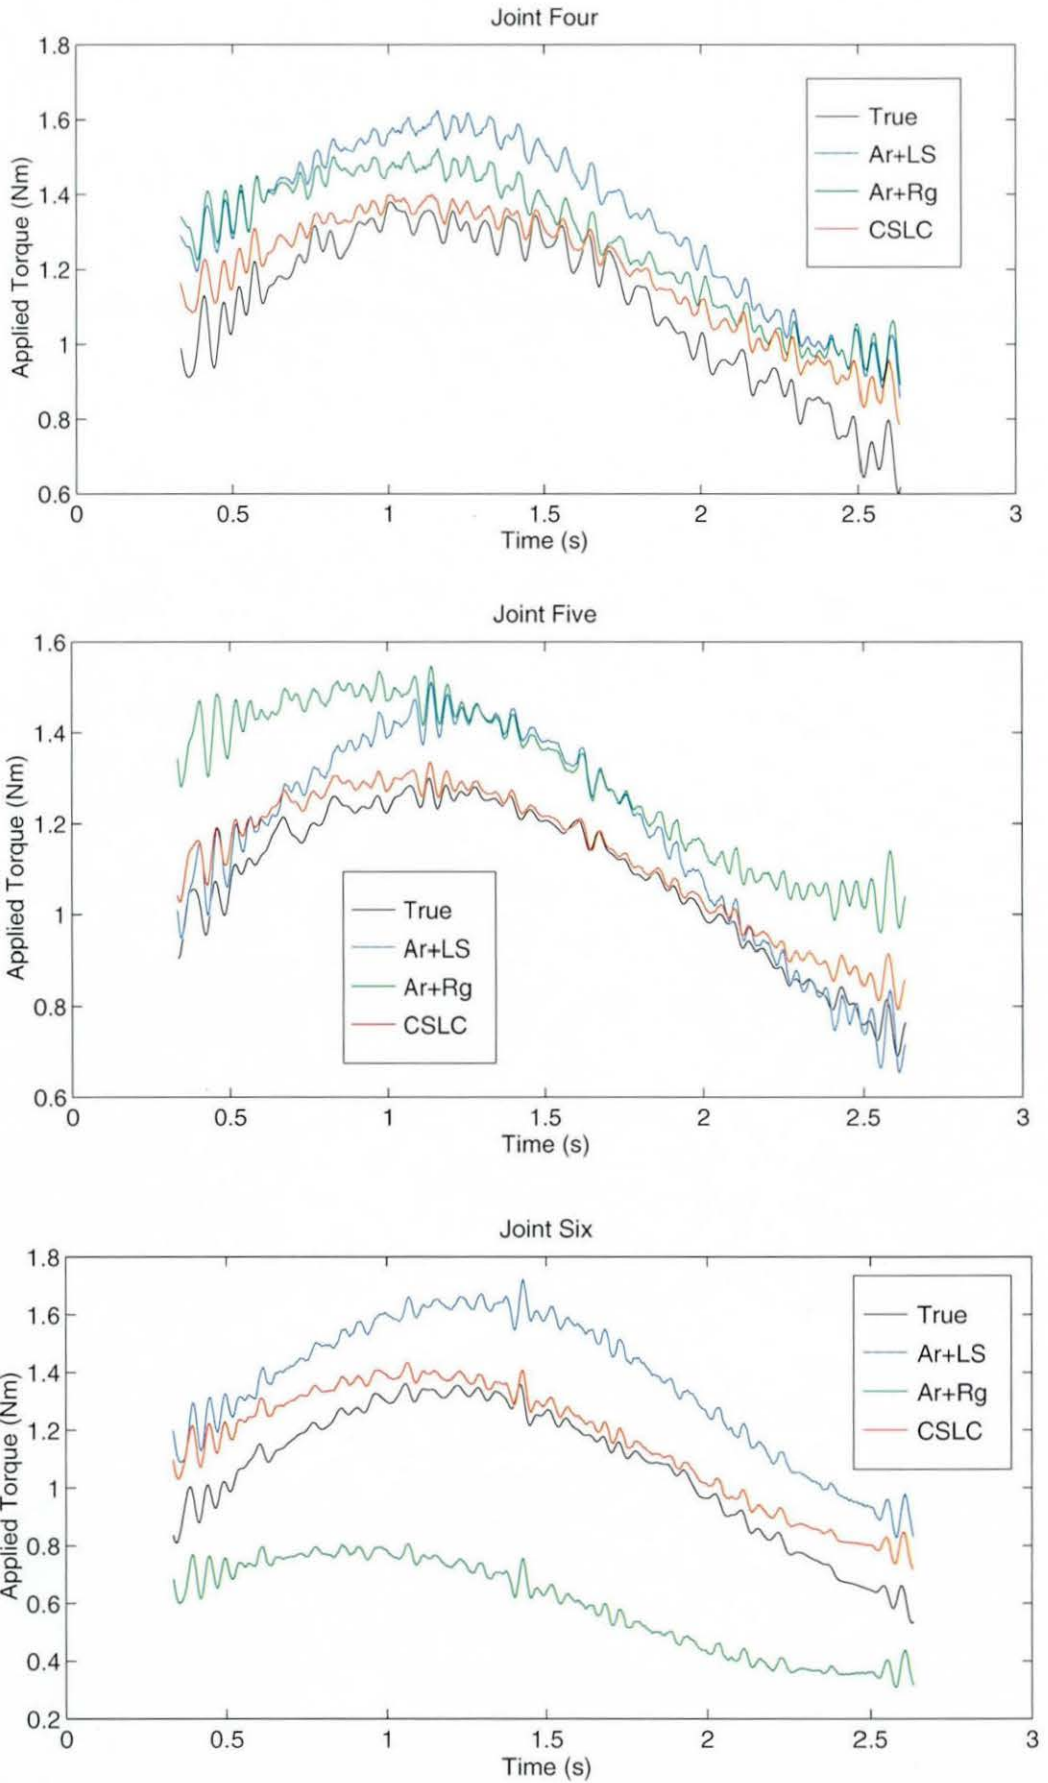 Joint Four
1.8
1.6
1.4
1.2
1
0.8
0.6
Applied Torque (Nm)
True
Ar+LS
Ar+Rg
CSLC
0 0.5 1 1.5 2 2.5 3
Time (s)
Joint Five
1.6
1.4
1.2
1
0.8
0.6
Applied Torque (Nm)
True
Ar+LS
Ar+Rg
CSLC
0 0.5 1 1.5 2 2.5 3
Time (s)
Joint Six
1.8
1.6
1.4
1.2
1
0.8
0.6
0.4
0.2
Applied Torque (Nm)
True
Ar+LS
Ar+Rg
CSLC
0 0.5 1 1.5 2 2.5 3
Time (s)